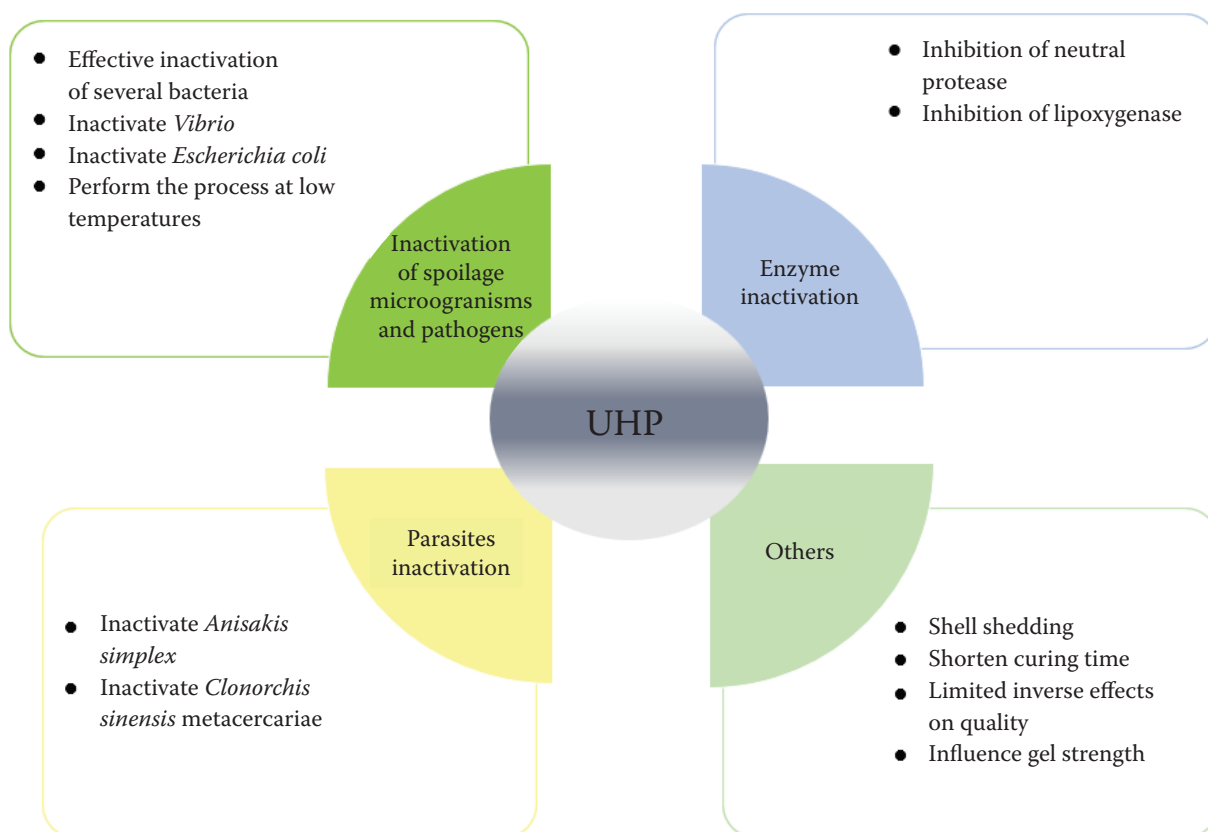 ● Effective inactivation
of several bacteria
● Inactivate Vibrio
● Inactivate Escherichia coli
● Perform the process at low
temperatures
● Inhibition of neutral
protease
● Inhibition of lipoxygenase
Inactivation
of spoilage
microogranisms
and pathogens
Enzyme
inactivation
UHP
Parasites
inactivation
Others
● Inactivate Anisakis
simplex
● Inactivate Clonorchis
sinensis metacercariae
● Shell shedding
● Shorten curing time
● Limited inverse effects
on quality
● Influence gel strength